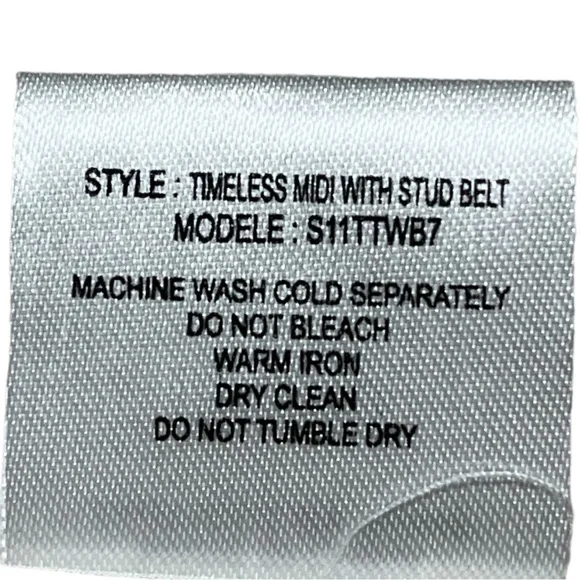 STYLE : TIMELESS MIDI WITH STUD BELT
MODELE : S11TTWB7
MACHINE WASH COLD SEPARATELY
DO NOT BLEACH
WARM IRON
DRY CLEAN
DO NOT TUMBLE DRY